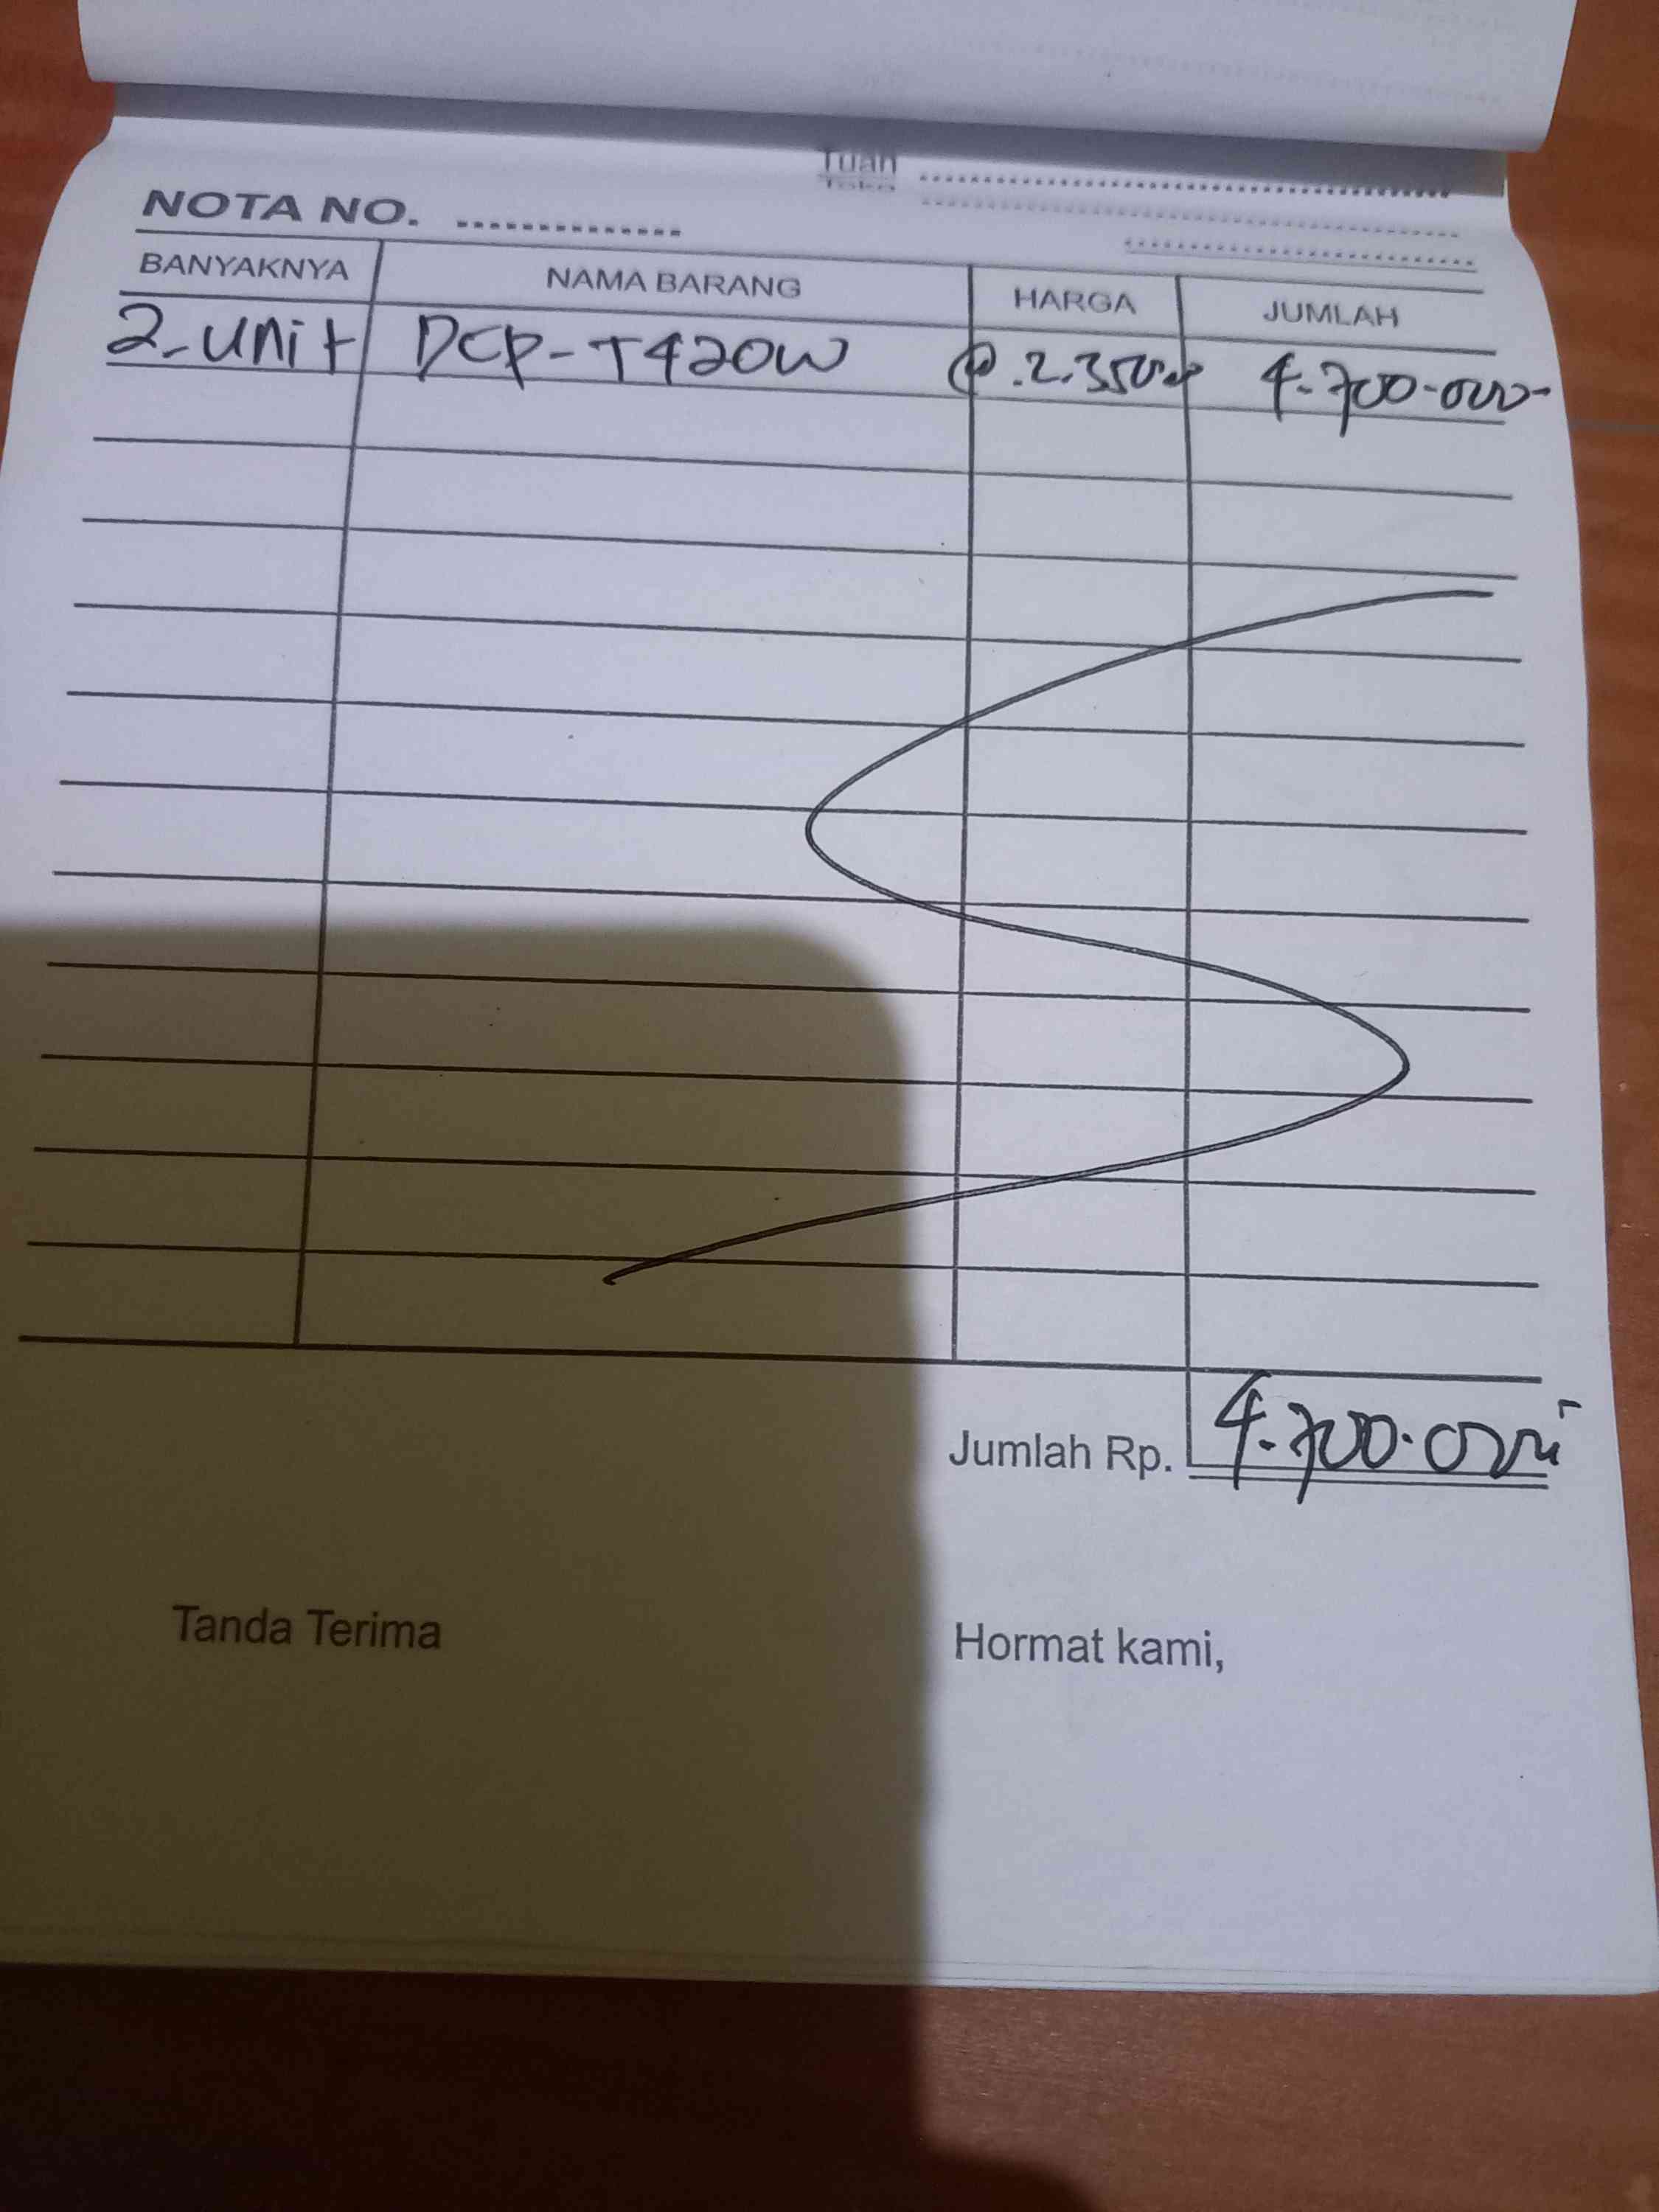 Tuan
Toko
NOTA NO. ..............
BANYAKNYA NAMA BARANG HARGA JUMLAH
2 unit DCP-T420W @.2.350.000 4.700.000-
Jumlah Rp. 4.700.000-
Tanda Terima Hormat kami,